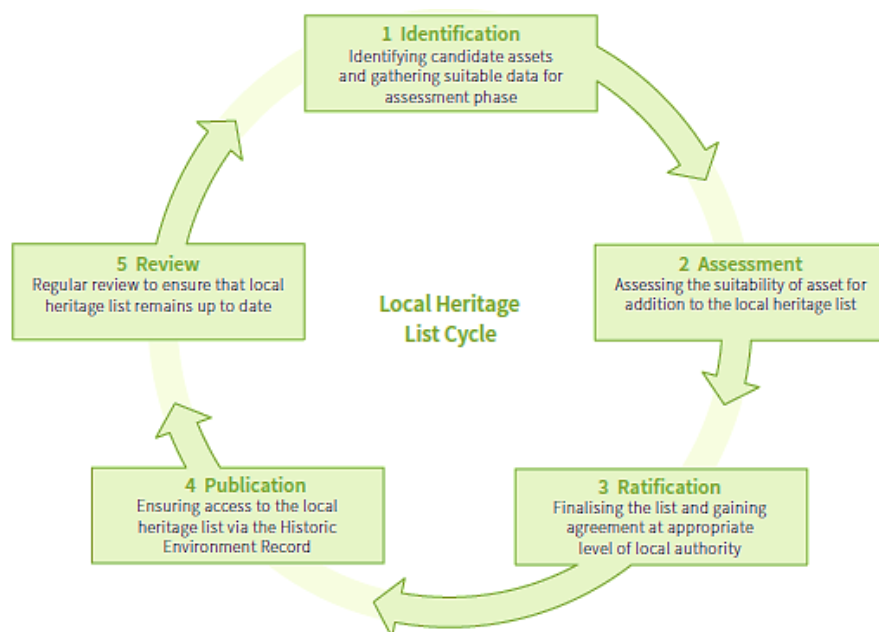 1 Identification
Identifying candidate assets
and gathering suitable data for
assessment phase
2 Assessment
Assessing the suitability of asset for
addition to the local heritage list
3 Ratification
Finalising the list and gaining
agreement at appropriate
level of local authority
4 Publication
Ensuring access to the local
heritage list via the Historic
Environment Record
5 Review
Regular review to ensure that local
heritage list remains up to date
Local Heritage
List Cycle